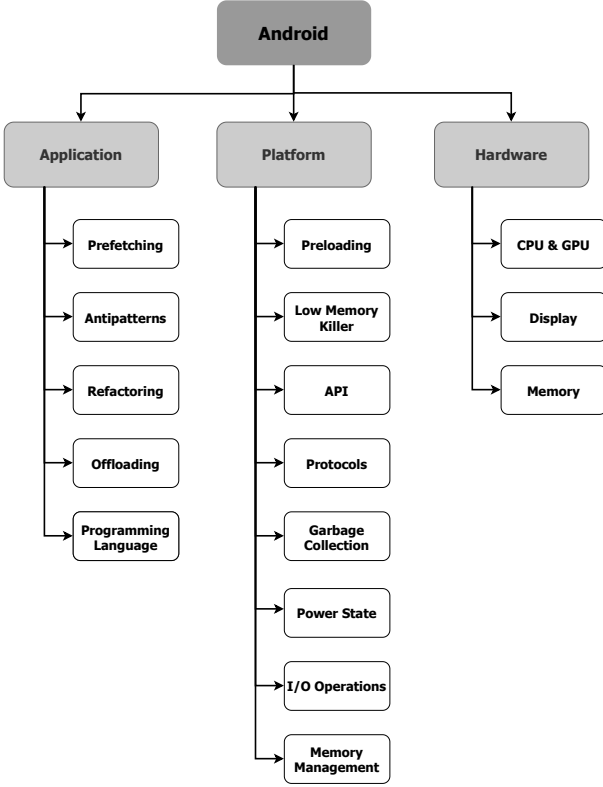 Android
Application
Platform
Hardware
Prefetching
Antipatterns
Refactoring
Offloading
Programming
Language
Preloading
Low Memory
Killer
API
Protocols
Garbage
Collection
Power State
I/O Operations
Memory
Management
CPU & GPU
Display
Memory